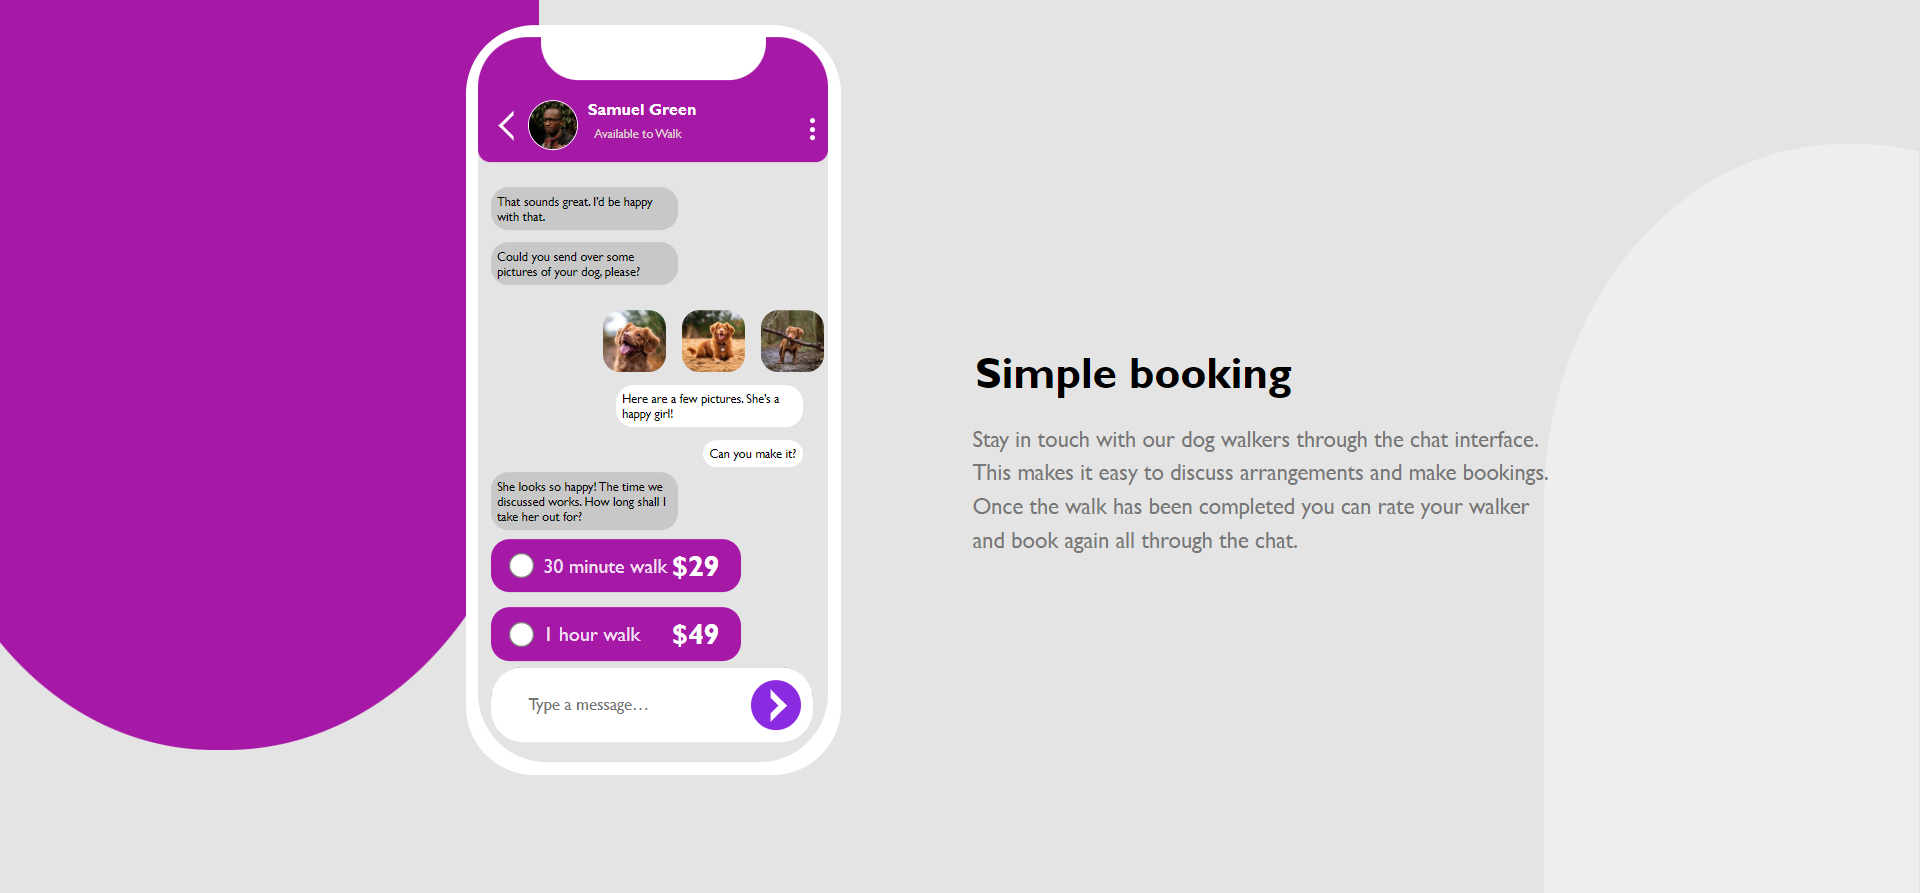 Samuel Green
Available to Walk
That sounds great. I'd be happy
with that.
Could you send over some
pictures of your dog, please?
Here are a few pictures. She's a
happy girl!
Can you make it?
She looks so happy! The time we
discussed works. How long shall I
take her out for?
30 minute walk $29
1 hour walk $49
Type a message…
Simple booking
Stay in touch with our dog walkers through the chat interface.
This makes it easy to discuss arrangements and make bookings.
Once the walk has been completed you can rate your walker
and book again all through the chat.